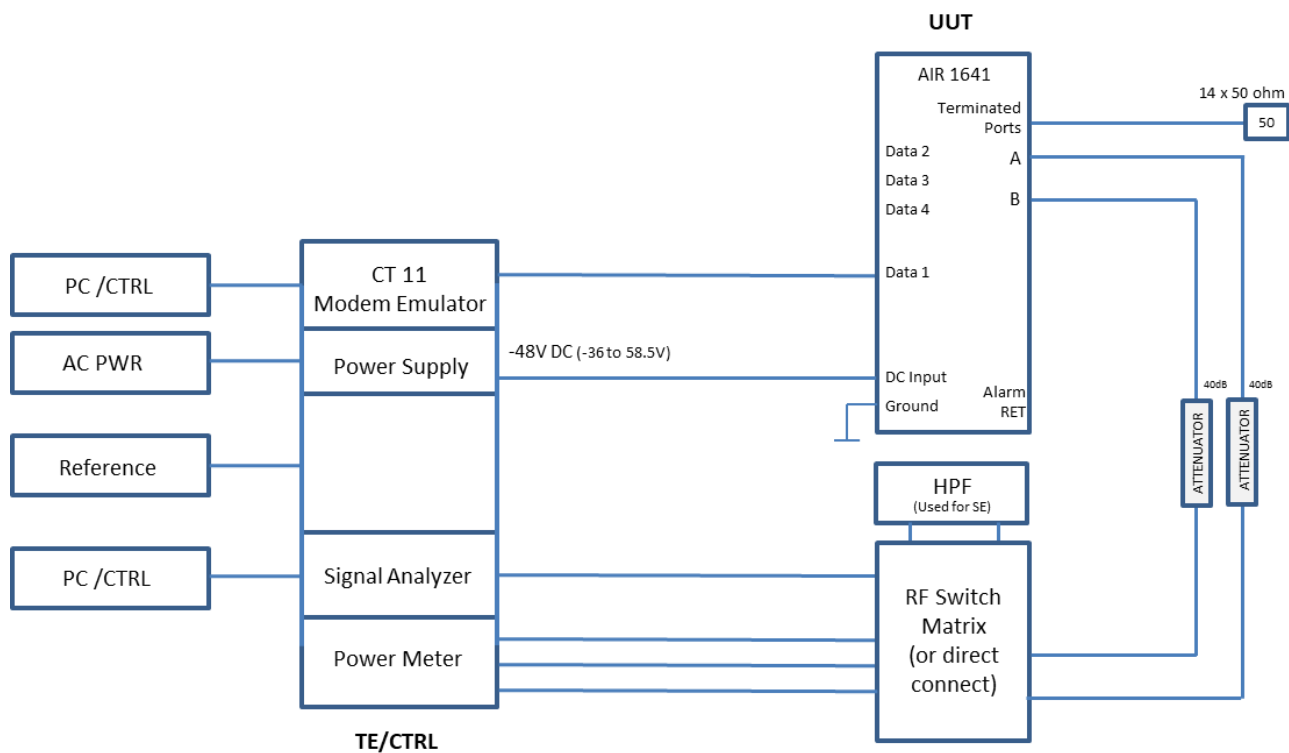 UUT
AIR 1641
Terminated
Ports
14 x 50 ohm
50
Data 2
A
Data 3
B
Data 4
Data 1
DC Input
Ground
Alarm
RET
PC /CTRL
AC PWR
Reference
PC /CTRL
CT 11
Modem Emulator
Power Supply
-48V DC (-36 to 58.5V)
Signal Analyzer
Power Meter
TE/CTRL
HPF
(Used for SE)
RF Switch
Matrix
(or direct
connect)
40dB
40dB
ATTENUATOR
ATTENUATOR